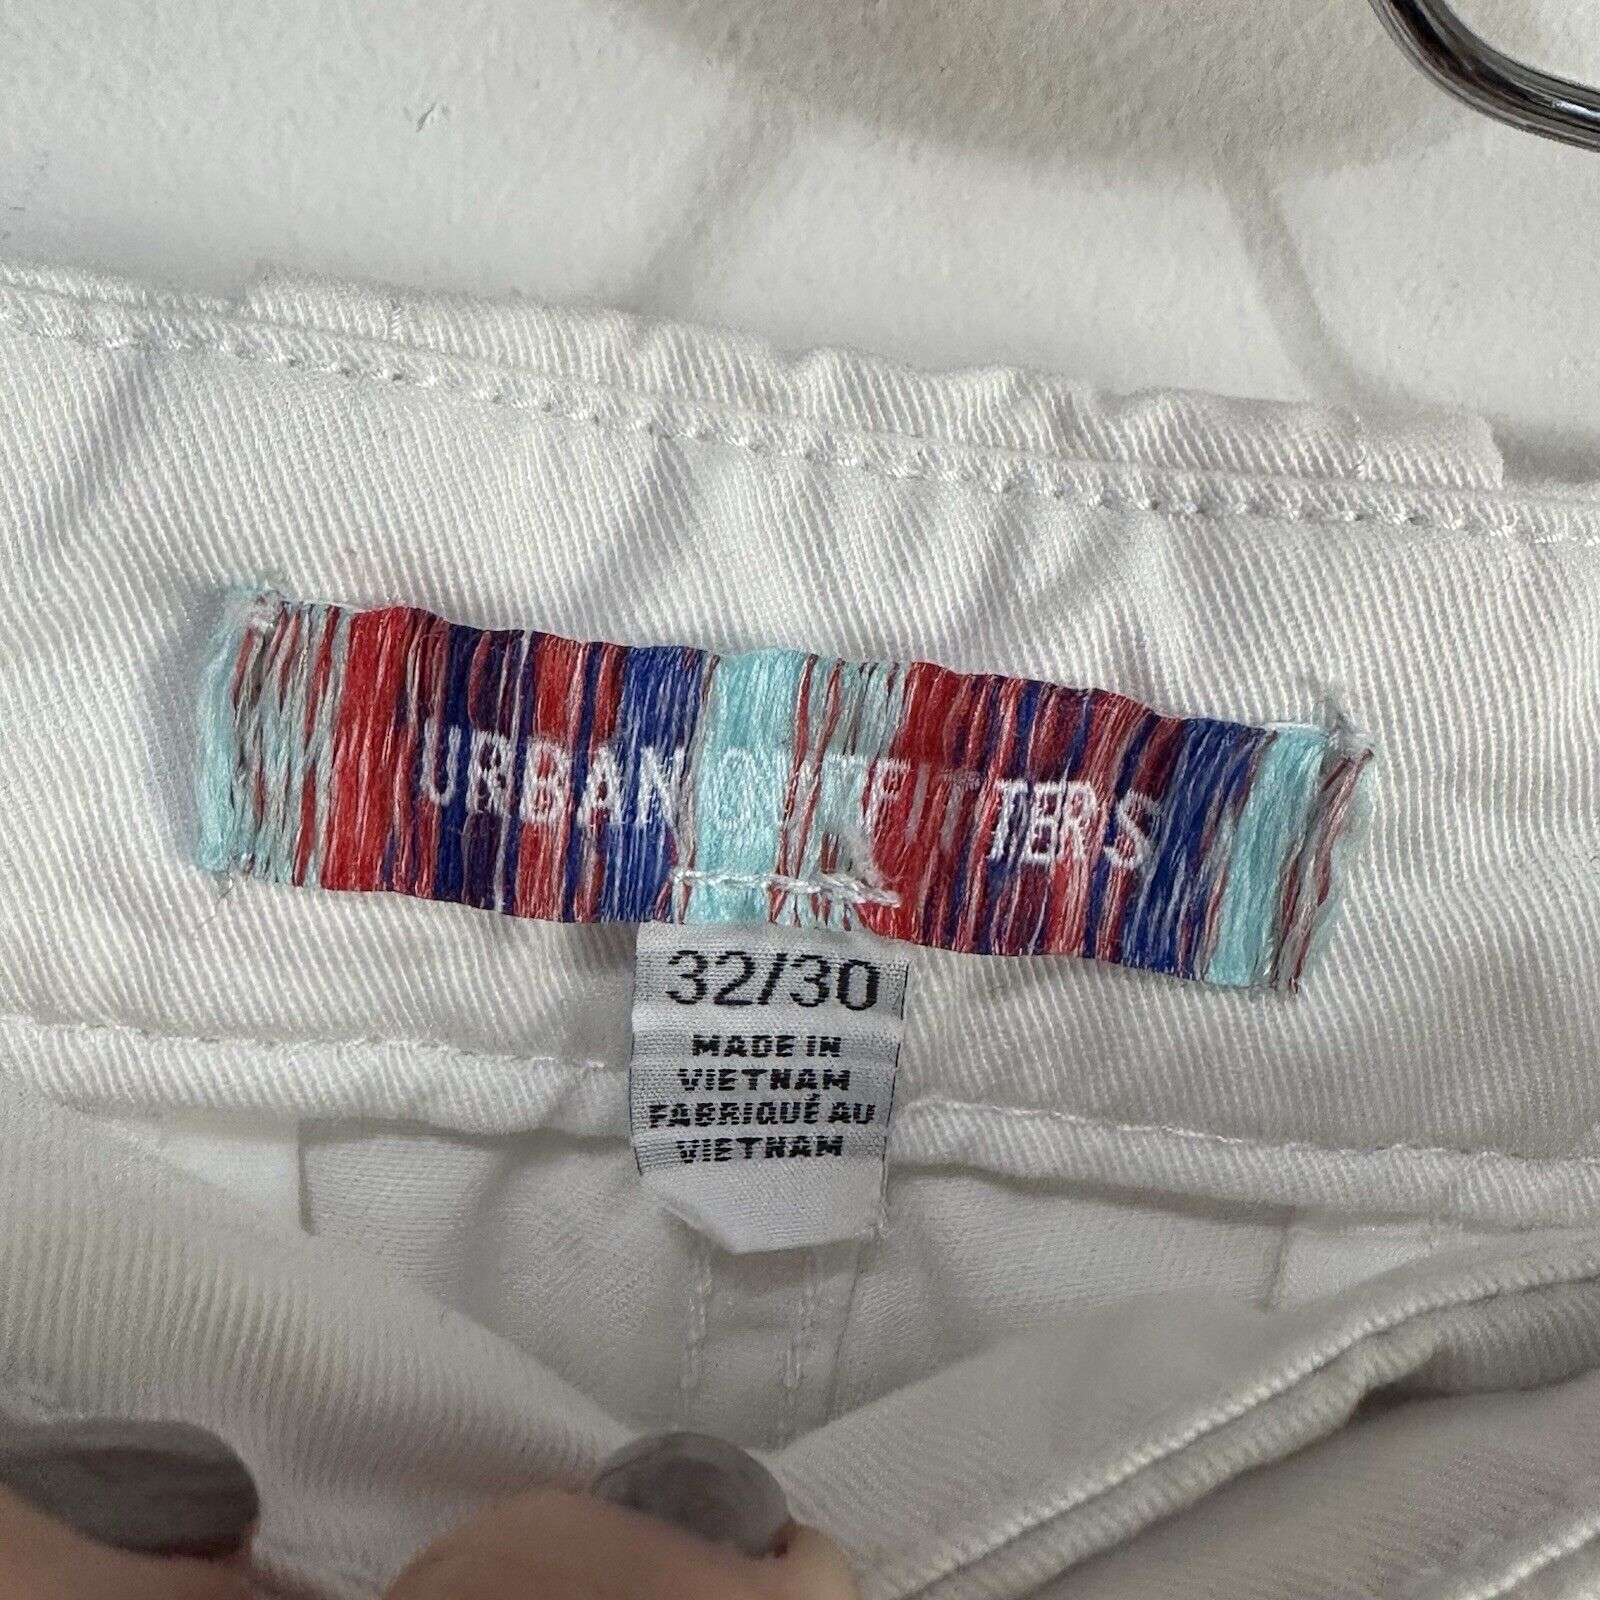 URBAN OUTFITTERS
32/30
MADE IN
VIETNAM
FABRIQUÉ AU
VIETNAM